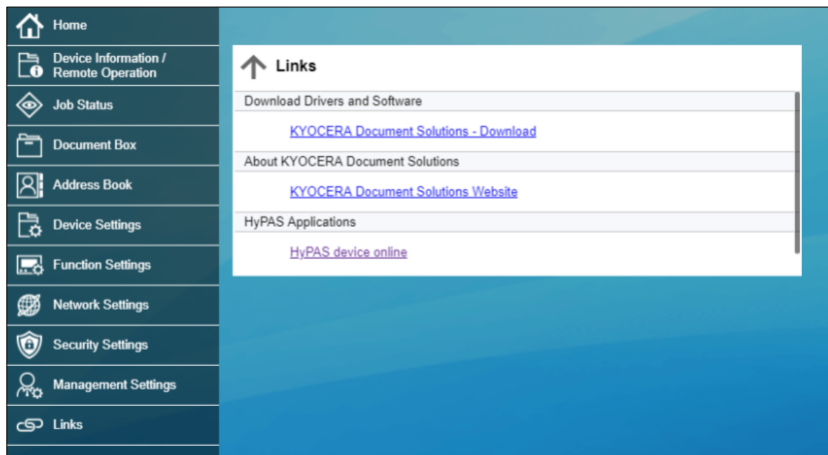 Home
Device Information /
Remote Operation
Job Status
Document Box
Address Book
Device Settings
Function Settings
Network Settings
Security Settings
Management Settings
Links
Links
Download Drivers and Software
KYOCERA Document Solutions - Download
About KYOCERA Document Solutions
KYOCERA Document Solutions Website
HyPAS Applications
HyPAS device online